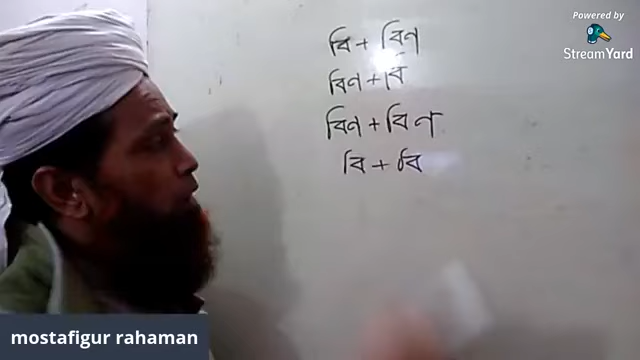 Powered by
StreamYard
বি + বিণ
বিণ + বি
বিণ + বিণ
বি + বি
mostafigur rahaman